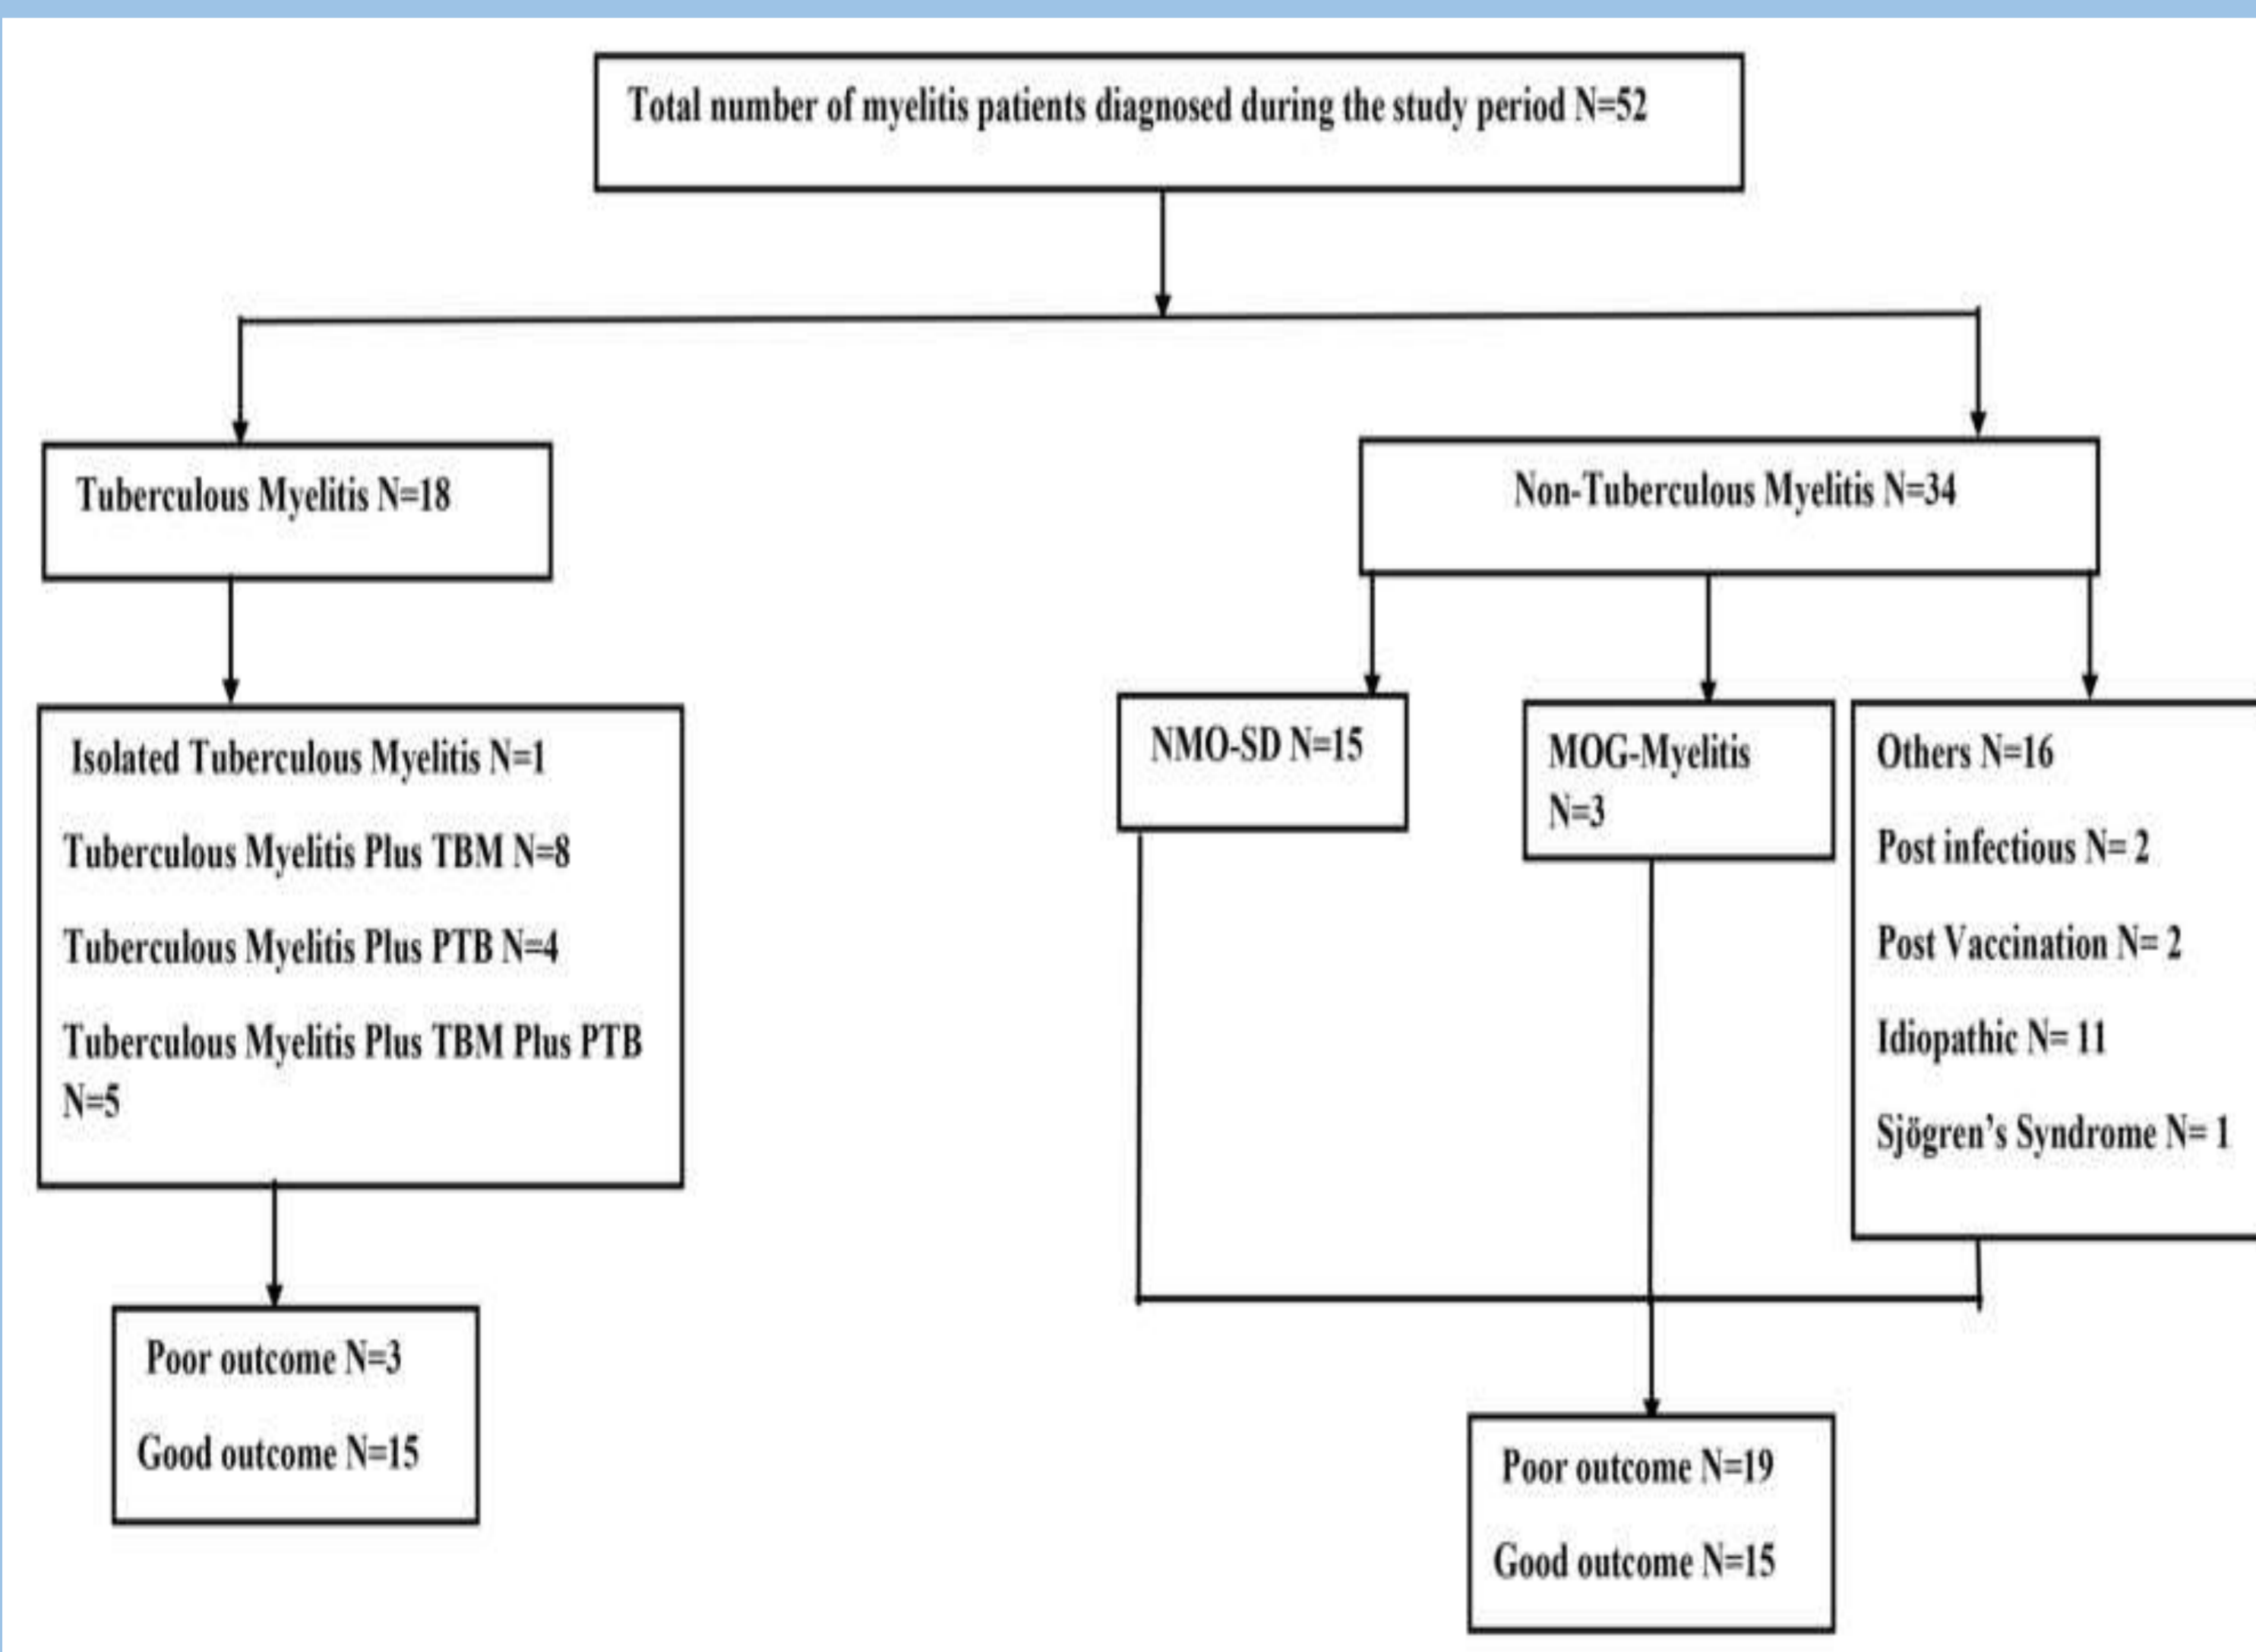 Total number of myelitis patients diagnosed during the study period N=52
Tuberculous Myelitis N=18
Non-Tuberculous Myelitis N=34
Isolated Tuberculous Myelitis N=1
Tuberculous Myelitis Plus TBM N=8
Tuberculous Myelitis Plus PTB N=4
Tuberculous Myelitis Plus TBM Plus PTB
N=5
NMO-SD N=15
MOG-Myelitis
N=3
Others N=16
Post infectious N= 2
Post Vaccination N= 2
Idiopathic N= 11
Sjögren’s Syndrome N= 1
Poor outcome N=3
Good outcome N=15
Poor outcome N=19
Good outcome N=15